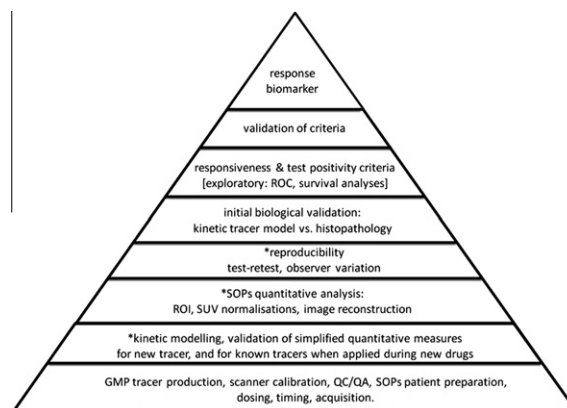 response
biomarker
validation of criteria
responsiveness & test positivity criteria
[exploratory: ROC, survival analyses]
initial biological validation:
kinetic tracer model vs. histopathology
*reproducibility
test-retest, observer variation
*SOPs quantitative analysis:
ROI, SUV normalisations, image reconstruction
*kinetic modelling, validation of simplified quantitative measures
for new tracer, and for known tracers when applied during new drugs
GMP tracer production, scanner calibration, QC/QA, SOPs patient preparation,
dosing, timing, acquisition.